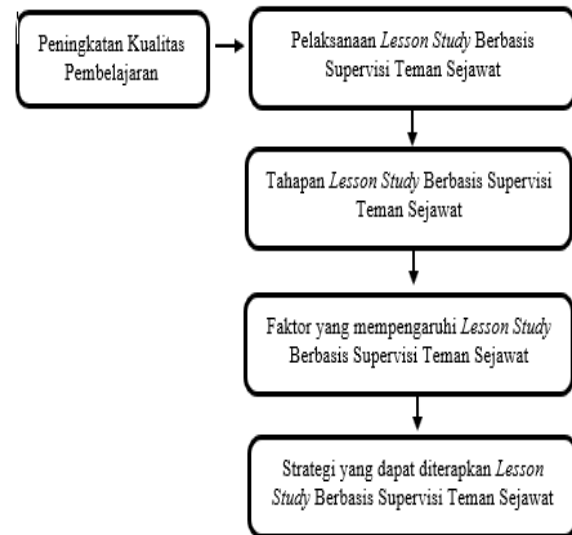 Peningkatan Kualitas
Pembelajaran
Pelaksanaan Lesson Study Berbasis
Supervisi Teman Sejawat
Tahapan Lesson Study Berbasis Supervisi
Teman Sejawat
Faktor yang mempengaruhi Lesson Study
Berbasis Supervisi Teman Sejawat
Strategi yang dapat diterapkan Lesson
Study Berbasis Supervisi Teman Sejawat